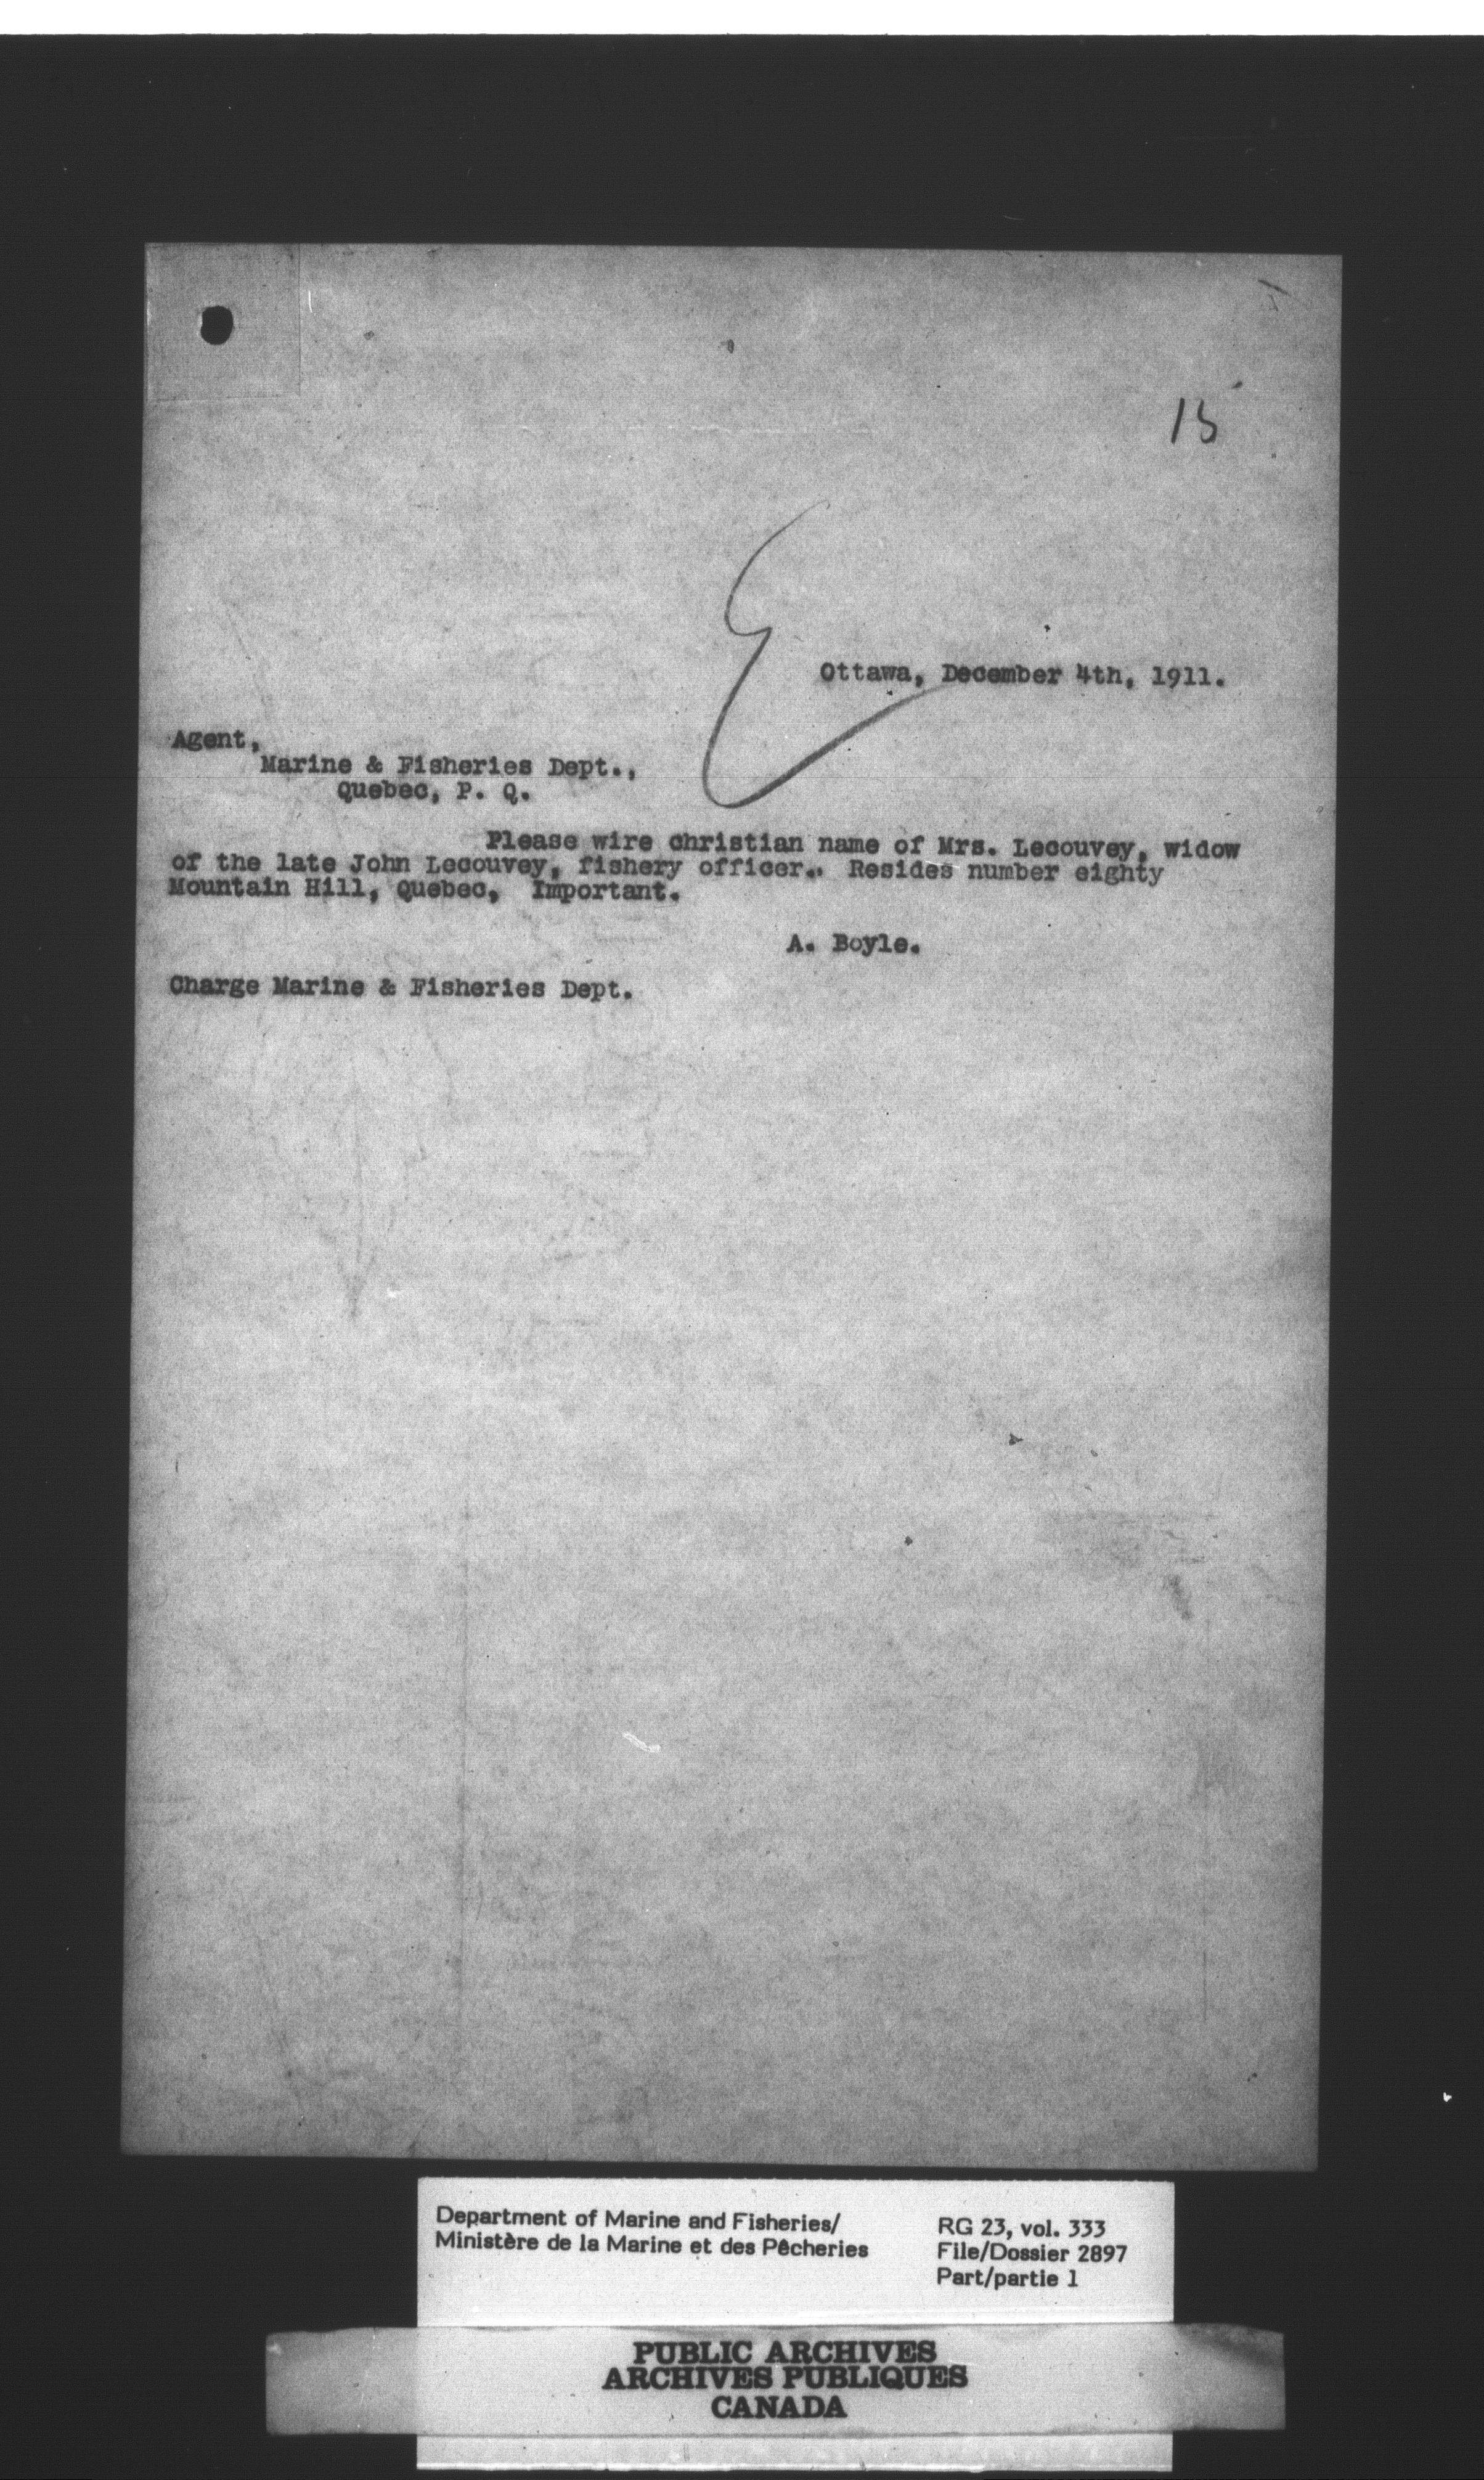 15
E
Ottawa, December 4th, 1911.
Agent,
Marine & Fisheries Dept.,
Quebec, P. Q.
Please wire christian name of Mrs. Lecouvey, widow
of the late John Lecouvey, fishery officer. Resides number eighty
Mountain Hill, Quebec, Important.
A. Boyle.
Charge Marine & Fisheries Dept.
Department of Marine and Fisheries/
Ministère de la Marine et des Pêcheries
RG 23, vol. 333
File/Dossier 2897
Part/partie 1
PUBLIC ARCHIVES
ARCHIVES PUBLIQUES
CANADA